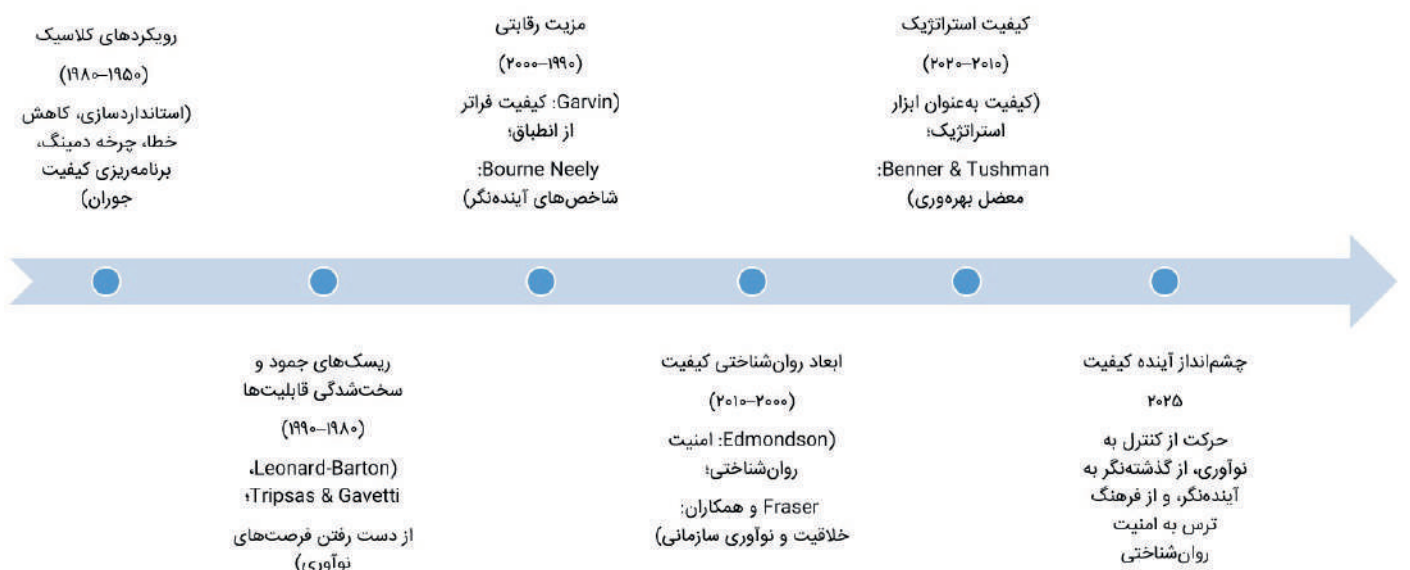 رویکردهای کلاسیک
(۱۹۵۰–۱۹۸۰)
(استانداردسازی، کاهش
خطا، چرخه دمینگ،
برنامه‌ریزی کیفیت
جوران)
ریسک‌های جمود و
سخت‌شدگی قابلیت‌ها
(۱۹۸۰–۱۹۹۰)
(Leonard-Barton،
Tripsas & Gavetti؛
از دست رفتن فرصت‌های
نوآوری)
مزیت رقابتی
(۱۹۹۰–۲۰۰۰)
(Garvin: کیفیت فراتر
از انطباق؛
Bourne Neely:
شاخص‌های آینده‌نگر)
ابعاد روان‌شناختی کیفیت
(۲۰۰۰–۲۰۱۰)
(Edmondson: امنیت
روان‌شناختی؛
Fraser و همکاران:
خلاقیت و نوآوری سازمانی)
کیفیت استراتژیک
(۲۰۱۰–۲۰۲۰)
(کیفیت به‌عنوان ابزار
استراتژیک؛
Benner & Tushman:
معضل بهره‌وری)
چشم‌انداز آینده کیفیت
۲۰۲۵
حرکت از کنترل به
نوآوری، از گذشته‌نگر به
آینده‌نگر، و از فرهنگ
ترس به امنیت
روان‌شناختی